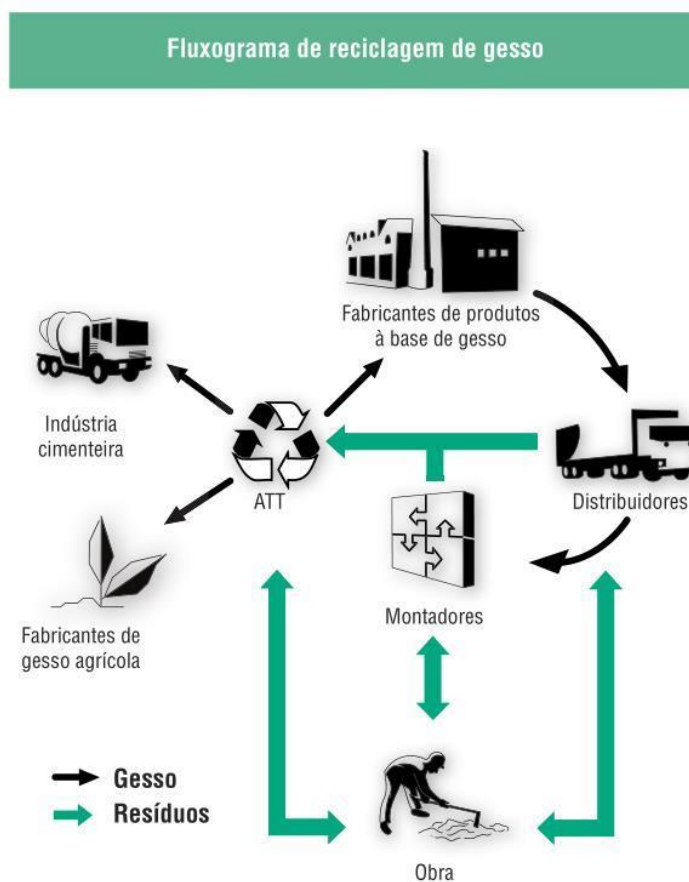 Fluxograma de reciclagem de gesso
Fabricantes de produtos
à base de gesso
Indústria
cimenteira
ATT
Distribuidores
Montadores
Fabricantes de
gesso agrícola
Gesso
Resíduos
Obra